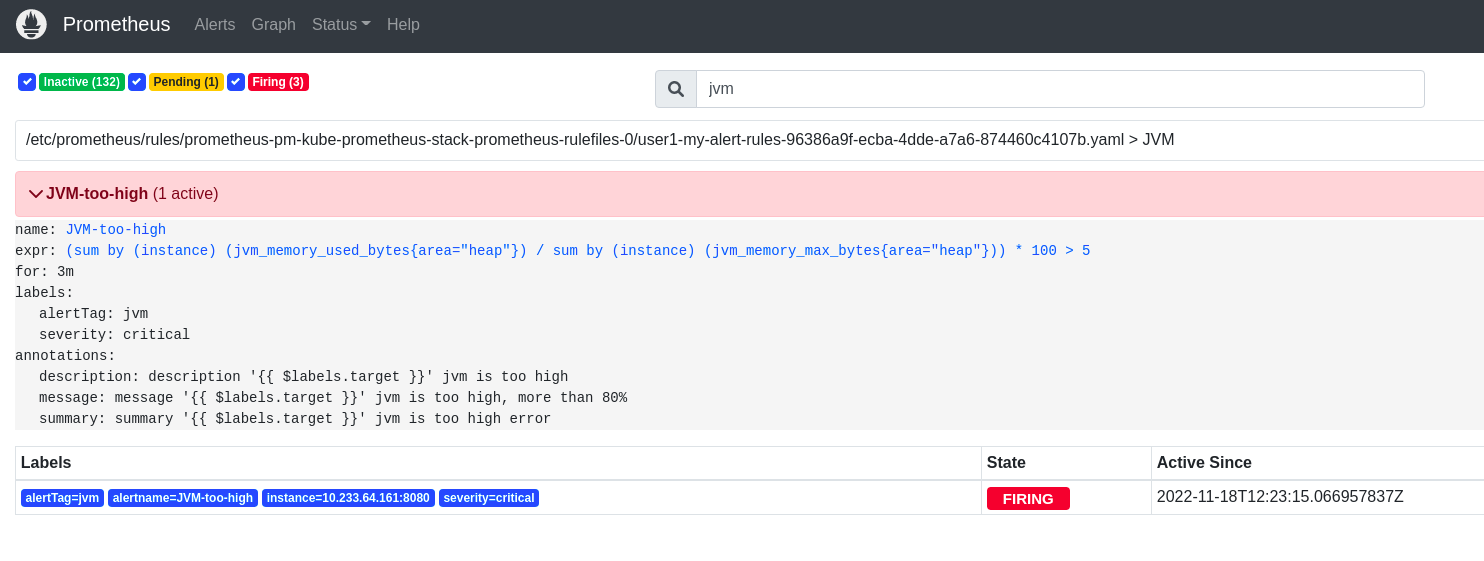 Prometheus Alerts Graph Status Help
Inactive (132) Pending (1) Firing (3)
jvm
/etc/prometheus/rules/prometheus-pm-kube-prometheus-stack-prometheus-rulefiles-0/user1-my-alert-rules-96386a9f-ecba-4dde-a7a6-874460c4107b.yaml > JVM
JVM-too-high (1 active)
name: JVM-too-high
expr: (sum by (instance) (jvm_memory_used_bytes{area="heap"}) / sum by (instance) (jvm_memory_max_bytes{area="heap"})) * 100 > 5
for: 3m
labels:
alertTag: jvm
severity: critical
annotations:
description: description '{{ $labels.target }}' jvm is too high
message: message '{{ $labels.target }}' jvm is too high, more than 80%
summary: summary '{{ $labels.target }}' jvm is too high error
Labels State Active Since
alertTag=jvm alertname=JVM-too-high instance=10.233.64.161:8080 severity=critical FIRING 2022-11-18T12:23:15.066957837Z